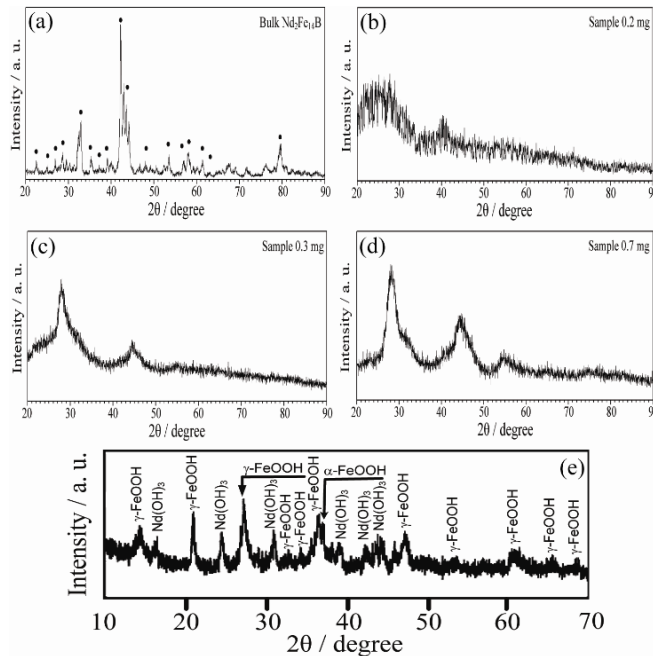 (a) Bulk Nd₂Fe₁₄B
Intensity / a. u.
20 30 40 50 60 70 80 90
2θ / degree
(b) Sample 0.2 mg
Intensity / a. u.
20 30 40 50 60 70 80 90
2θ / degree
(c) Sample 0.3 mg
Intensity / a. u.
20 30 40 50 60 70 80 90
2θ / degree
(d) Sample 0.7 mg
Intensity / a. u.
20 30 40 50 60 70 80 90
2θ / degree
(e)
Intensity / a. u.
γ-FeOOH
Nd(OH)₃
γ-FeOOH
Nd(OH)₃
γ-FeOOH
Nd(OH)₃
γ-FeOOH
γ-FeOOH
γ-FeOOH
α-FeOOH
Nd(OH)₃
Nd(OH)₃
Nd(OH)₃
γ-FeOOH
γ-FeOOH
γ-FeOOH
γ-FeOOH
γ-FeOOH
10 20 30 40 50 60 70
2θ / degree